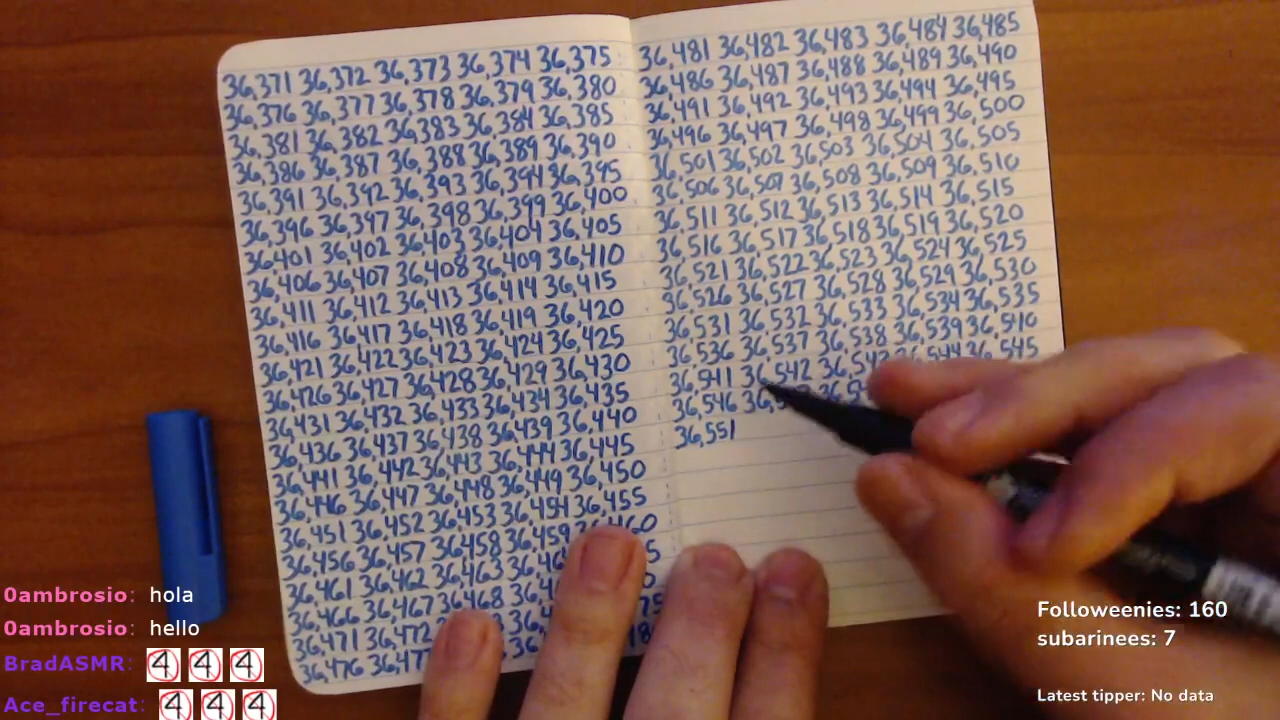 36,371 36,372 36,373 36,374 36,375
36,376 36,377 36,378 36,379 36,380
36,381 36,382 36,383 36,384 36,385
36,386 36,387 36,388 36,389 36,390
36,391 36,392 36,393 36,394 36,395
36,396 36,397 36,398 36,399 36,400
36,401 36,402 36,403 36,404 36,405
36,406 36,407 36,408 36,409 36,410
36,411 36,412 36,413 36,414 36,415
36,416 36,417 36,418 36,419 36,420
36,421 36,422 36,423 36,424 36,425
36,426 36,427 36,428 36,429 36,430
36,431 36,432 36,433 36,434 36,435
36,436 36,437 36,438 36,439 36,440
36,441 36,442 36,443 36,444 36,445
36,446 36,447 36,448 36,449 36,450
36,451 36,452 36,453 36,454 36,455
36,456 36,457 36,458 36,459
36,461 36,462 36,463
36,466 36,467 36,468
36,471 36,472
36,476
36,481 36,482 36,483 36,484 36,485
36,486 36,487 36,488 36,489 36,490
36,491 36,492 36,493 36,494 36,495
36,496 36,497 36,498 36,499 36,500
36,501 36,502 36,503 36,504 36,505
36,506 36,507 36,508 36,509 36,510
36,511 36,512 36,513 36,514 36,515
36,516 36,517 36,518 36,519 36,520
36,521 36,522 36,523 36,524 36,525
36,526 36,527 36,528 36,529 36,530
36,531 36,532 36,533 36,534 36,535
36,536 36,537 36,538 36,539 36,540
36,541 36,542 36,543 36,544 36,545
36,546
36,551
0ambrosio: hola
0ambrosio: hello
BradASMR: 4 4 4
Ace_firecat: 4 4 4
Followeenies: 160
subarinees: 7
Latest tipper: No data